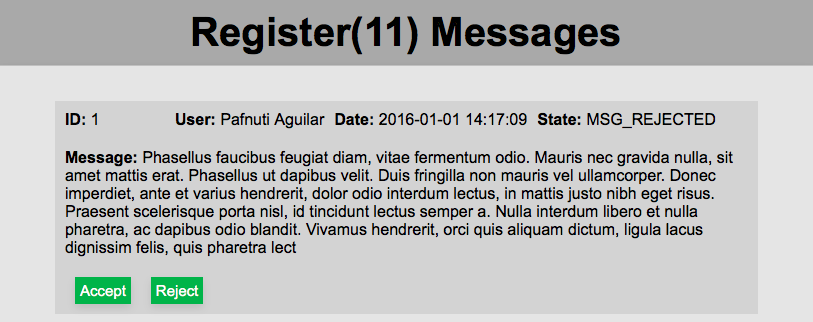 Register(11) Messages
ID: 1 User: Pafnuti Aguilar Date: 2016-01-01 14:17:09 State: MSG_REJECTED
Message: Phasellus faucibus feugiat diam, vitae fermentum odio. Mauris nec gravida nulla, sit
amet mattis erat. Phasellus ut dapibus velit. Duis fringilla non mauris vel ullamcorper. Donec
imperdiet, ante et varius hendrerit, dolor odio interdum lectus, in mattis justo nibh eget risus.
Praesent scelerisque porta nisl, id tincidunt lectus semper a. Nulla interdum libero et nulla
pharetra, ac dapibus odio blandit. Vivamus hendrerit, orci quis aliquam dictum, ligula lacus
dignissim felis, quis pharetra lect
Accept Reject